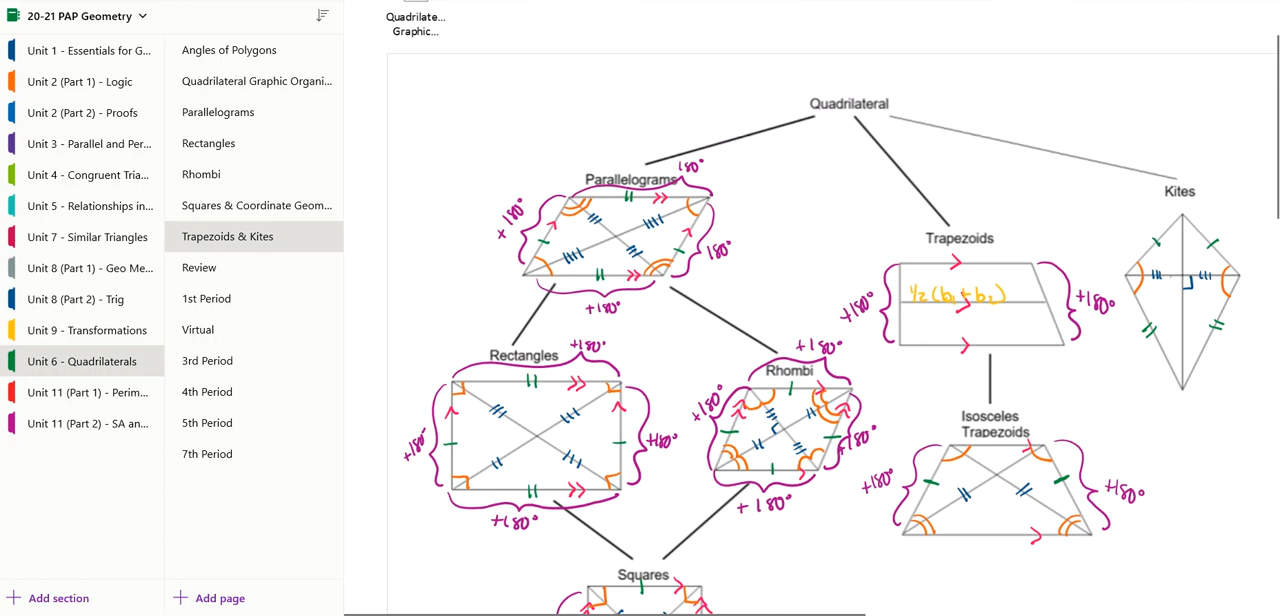 20-21 PAP Geometry
Unit 1 - Essentials for G...
Unit 2 (Part 1) - Logic
Unit 2 (Part 2) - Proofs
Unit 3 - Parallel and Per...
Unit 4 - Congruent Tria...
Unit 5 - Relationships in...
Unit 7 - Similar Triangles
Unit 8 (Part 1) - Geo Me...
Unit 8 (Part 2) - Trig
Unit 9 - Transformations
Unit 6 - Quadrilaterals
Unit 11 (Part 1) - Perim...
Unit 11 (Part 2) - SA an...
Add section
Angles of Polygons
Quadrilateral Graphic Organi...
Parallelograms
Rectangles
Rhombi
Squares & Coordinate Geom...
Trapezoids & Kites
Review
1st Period
Virtual
3rd Period
4th Period
5th Period
7th Period
Add page
Quadrilate...
Graphic...
Quadrilateral
Parallelograms
180°
+180°
180°
+180°
Trapezoids
+180°
1/2(b₁+b₂)
+180°
Kites
Rectangles
+180°
+180°
+180°
+180°
Rhombi
+180°
+180°
+180°
+180°
Isosceles
Trapezoids
+180°
+180°
Squares